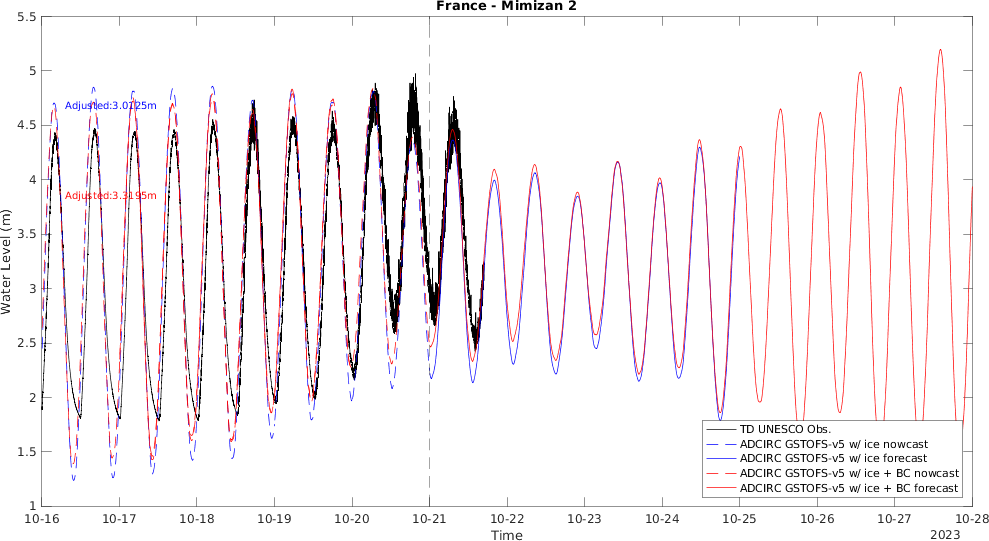 France - Mimizan 2
5.5
5
4.5
4
3.5
3
2.5
2
1.5
1
Water Level (m)
Adjusted:3.0125m
Adjusted:3.3195m
TD UNESCO Obs.
ADCIRC GSTOFS-v5 w/ ice nowcast
ADCIRC GSTOFS-v5 w/ ice forecast
ADCIRC GSTOFS-v5 w/ ice + BC nowcast
ADCIRC GSTOFS-v5 w/ ice + BC forecast
10-16 10-17 10-18 10-19 10-20 10-21 10-22 10-23 10-24 10-25 10-26 10-27 10-28
Time
2023